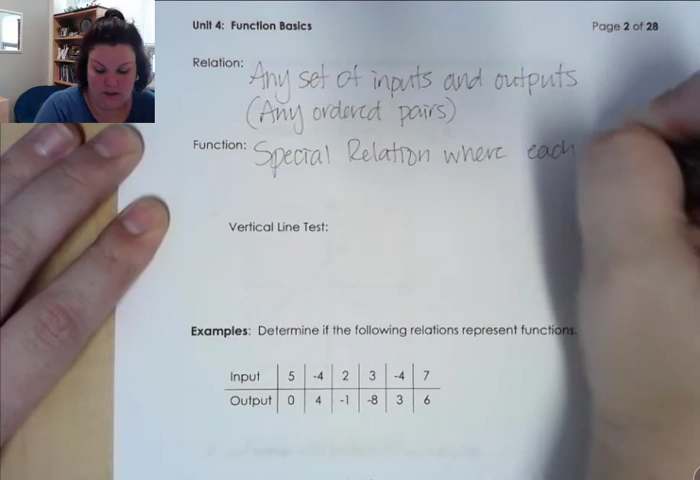 Unit 4: Function Basics
Page 2 of 28
Relation: Any set of inputs and outputs
(Any ordered pairs)
Function: Special Relation where each
Vertical Line Test:
Examples: Determine if the following relations represent functions.
Input 5 -4 2 3 -4 7
Output 0 4 -1 -8 3 6